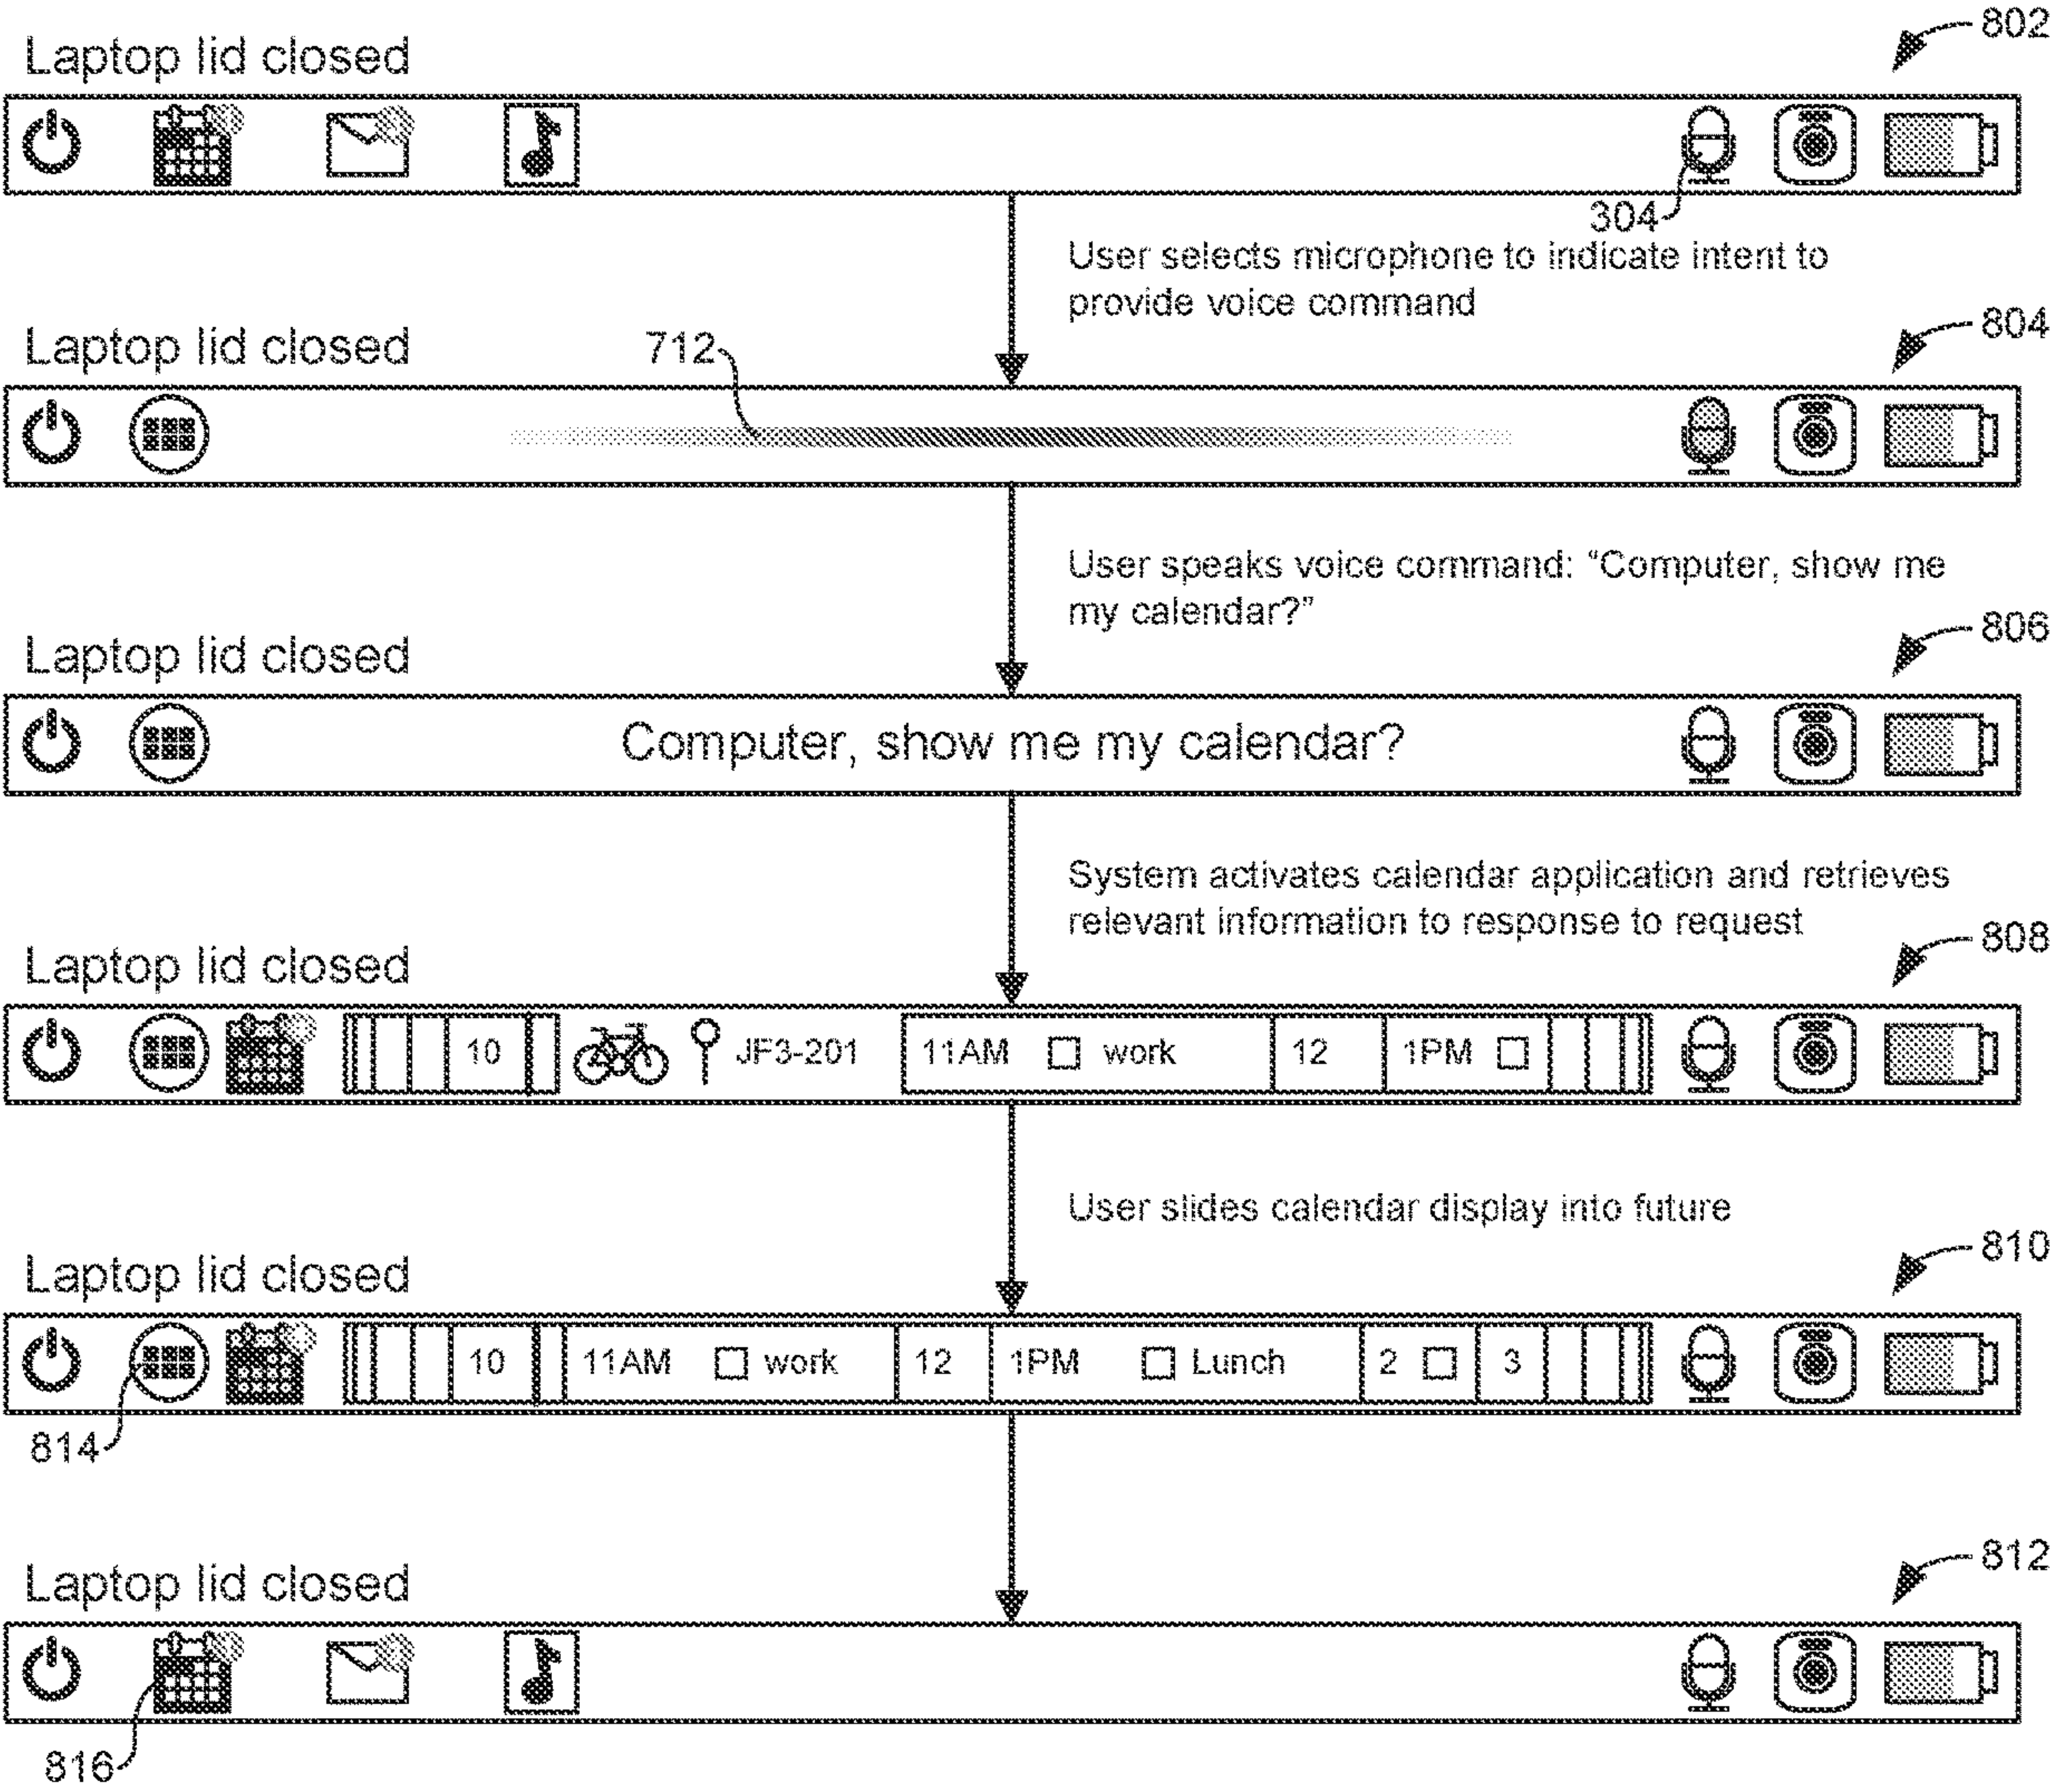 802
Laptop lid closed
304
User selects microphone to indicate intent to
provide voice command
804
Laptop lid closed
712
User speaks voice command: “Computer, show me
my calendar?”
806
Laptop lid closed
Computer, show me my calendar?
System activates calendar application and retrieves
relevant information to response to request
808
Laptop lid closed
10 JF3-201 11AM work 12 1PM
User slides calendar display into future
810
Laptop lid closed
10 11AM work 12 1PM Lunch 2 3
814
812
Laptop lid closed
816